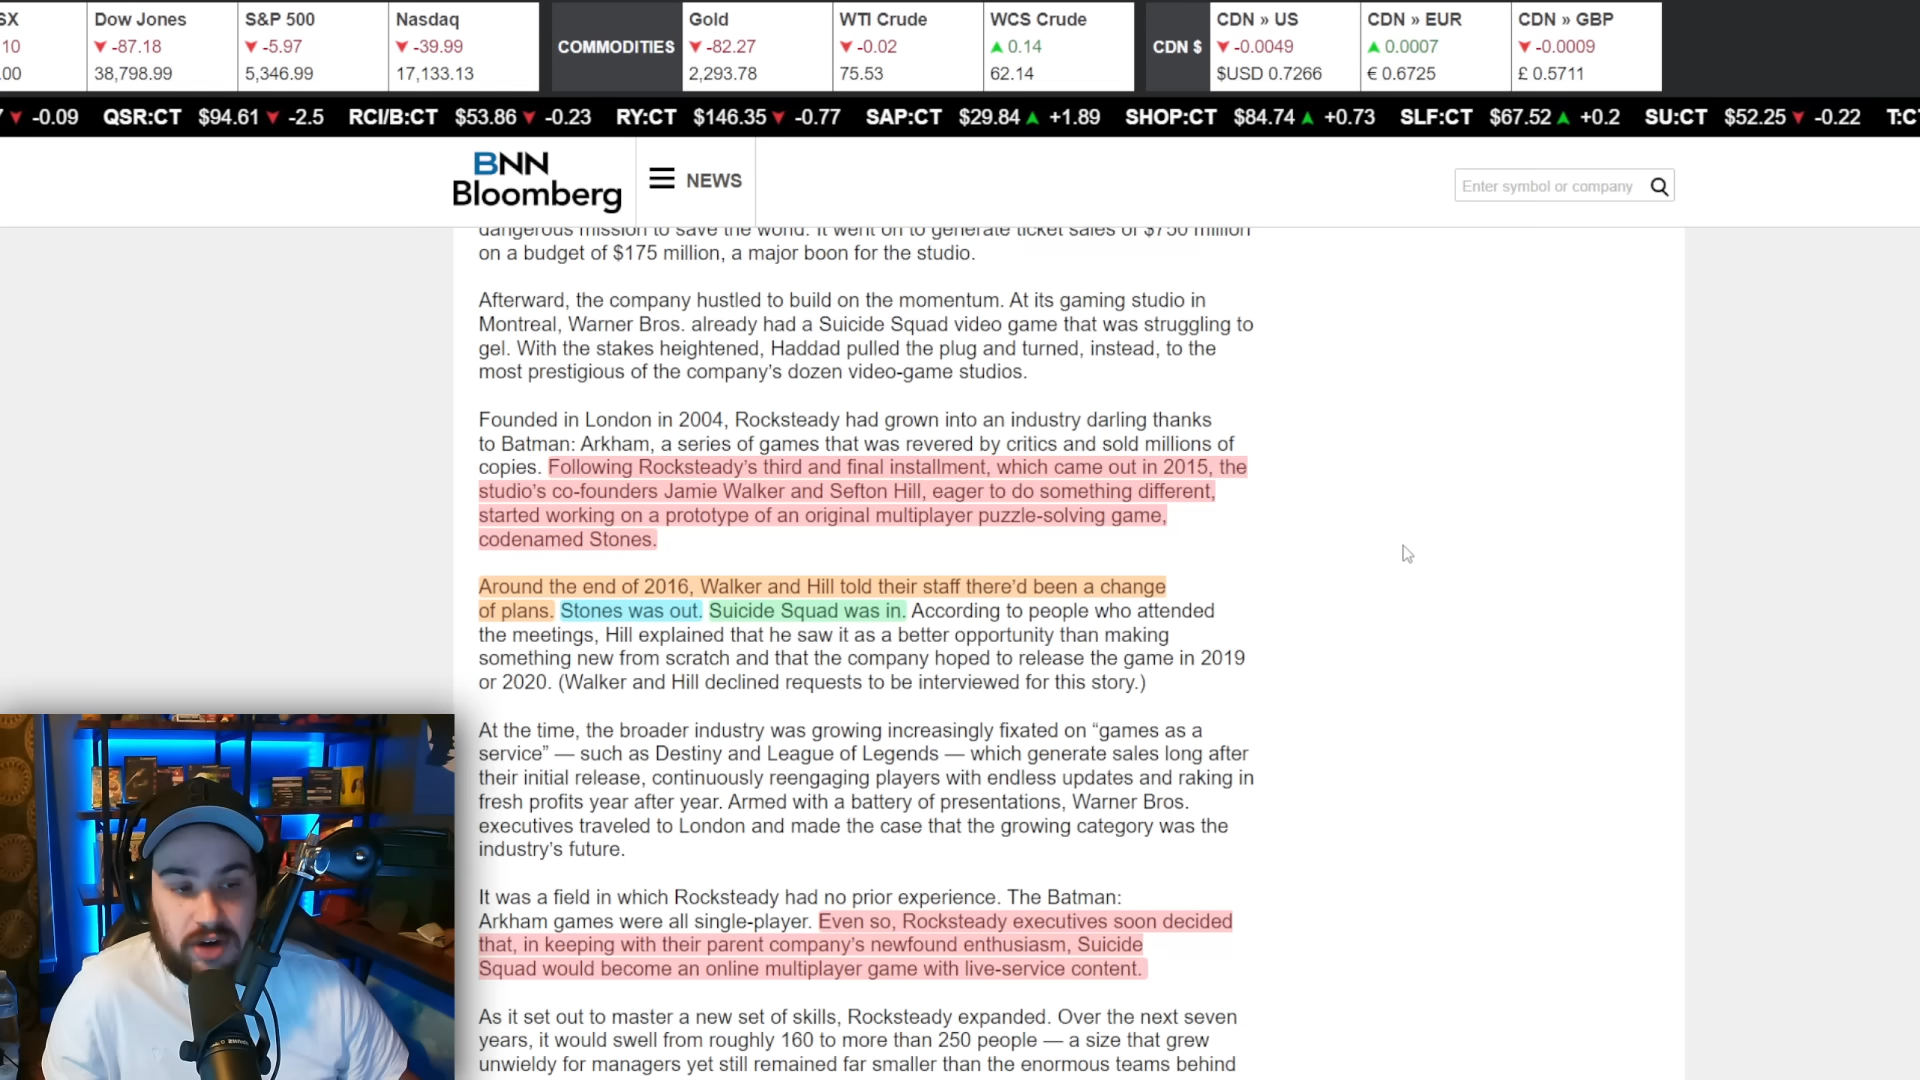 SX
Dow Jones
S&P 500
Nasdaq
Gold
WTI Crude
WCS Crude
CDN » US
CDN » EUR
CDN » GBP
10
-87.18
-5.97
-39.99
COMMODITIES
-82.27
-0.02
0.14
CDN $
-0.0049
0.0007
-0.0009
.00
38,798.99
5,346.99
17,133.13
2,293.78
75.53
62.14
$USD 0.7266
€ 0.6725
£ 0.5711
-0.09 QSR:CT $94.61 -2.5 RCI/B:CT $53.86 -0.23 RY:CT $146.35 -0.77 SAP:CT $29.84 +1.89 SHOP:CT $84.74 +0.73 SLF:CT $67.52 +0.2 SU:CT $52.25 -0.22 T:CT
BNN
Bloomberg
NEWS
Enter symbol or company
dangerous mission to save the world. It went on to generate ticket sales of $750 million
on a budget of $175 million, a major boon for the studio.
Afterward, the company hustled to build on the momentum. At its gaming studio in
Montreal, Warner Bros. already had a Suicide Squad video game that was struggling to
gel. With the stakes heightened, Haddad pulled the plug and turned, instead, to the
most prestigious of the company's dozen video-game studios.
Founded in London in 2004, Rocksteady had grown into an industry darling thanks
to Batman: Arkham, a series of games that was revered by critics and sold millions of
copies. Following Rocksteady's third and final installment, which came out in 2015, the
studio's co-founders Jamie Walker and Sefton Hill, eager to do something different,
started working on a prototype of an original multiplayer puzzle-solving game,
codenamed Stones.
Around the end of 2016, Walker and Hill told their staff there'd been a change
of plans. Stones was out. Suicide Squad was in. According to people who attended
the meetings, Hill explained that he saw it as a better opportunity than making
something new from scratch and that the company hoped to release the game in 2019
or 2020. (Walker and Hill declined requests to be interviewed for this story.)
At the time, the broader industry was growing increasingly fixated on “games as a
service” — such as Destiny and League of Legends — which generate sales long after
their initial release, continuously reengaging players with endless updates and raking in
fresh profits year after year. Armed with a battery of presentations, Warner Bros.
executives traveled to London and made the case that the growing category was the
industry's future.
It was a field in which Rocksteady had no prior experience. The Batman:
Arkham games were all single-player. Even so, Rocksteady executives soon decided
that, in keeping with their parent company's newfound enthusiasm, Suicide
Squad would become an online multiplayer game with live-service content.
As it set out to master a new set of skills, Rocksteady expanded. Over the next seven
years, it would swell from roughly 160 to more than 250 people — a size that grew
unwieldy for managers yet still remained far smaller than the enormous teams behind